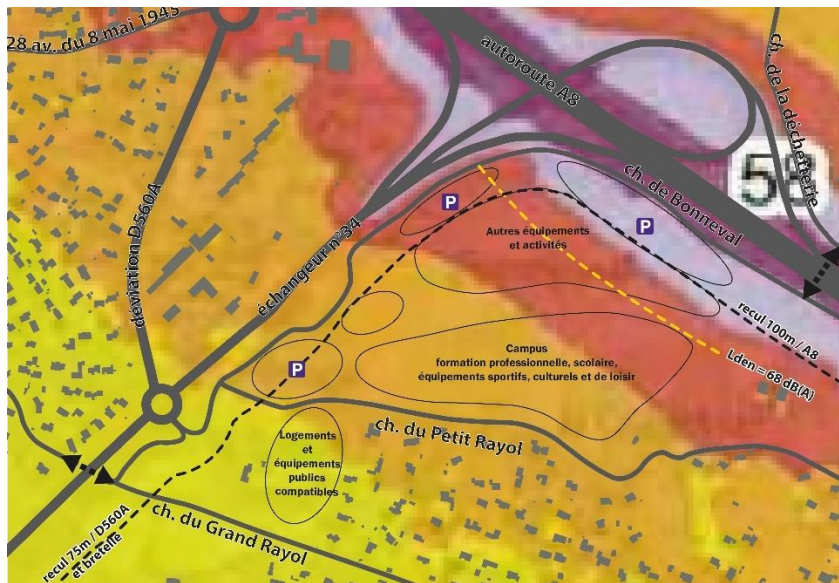 28 av. du 8 mai 1945
autoroute A8
ch. de la déchetterie
58
déviation D560A
échangeur n°34
ch. de Bonneval
P
P
Autres équipements
et activités
recul 100m / A8
Lden = 68 dB(A)
Campus
formation professionnelle, scolaire,
équipements sportifs, culturels et de loisir
P
ch. du Petit Rayol
Logements
et
équipements
publics
compatibles
ch. du Grand Rayol
recul 75m / D560A
et bretelle